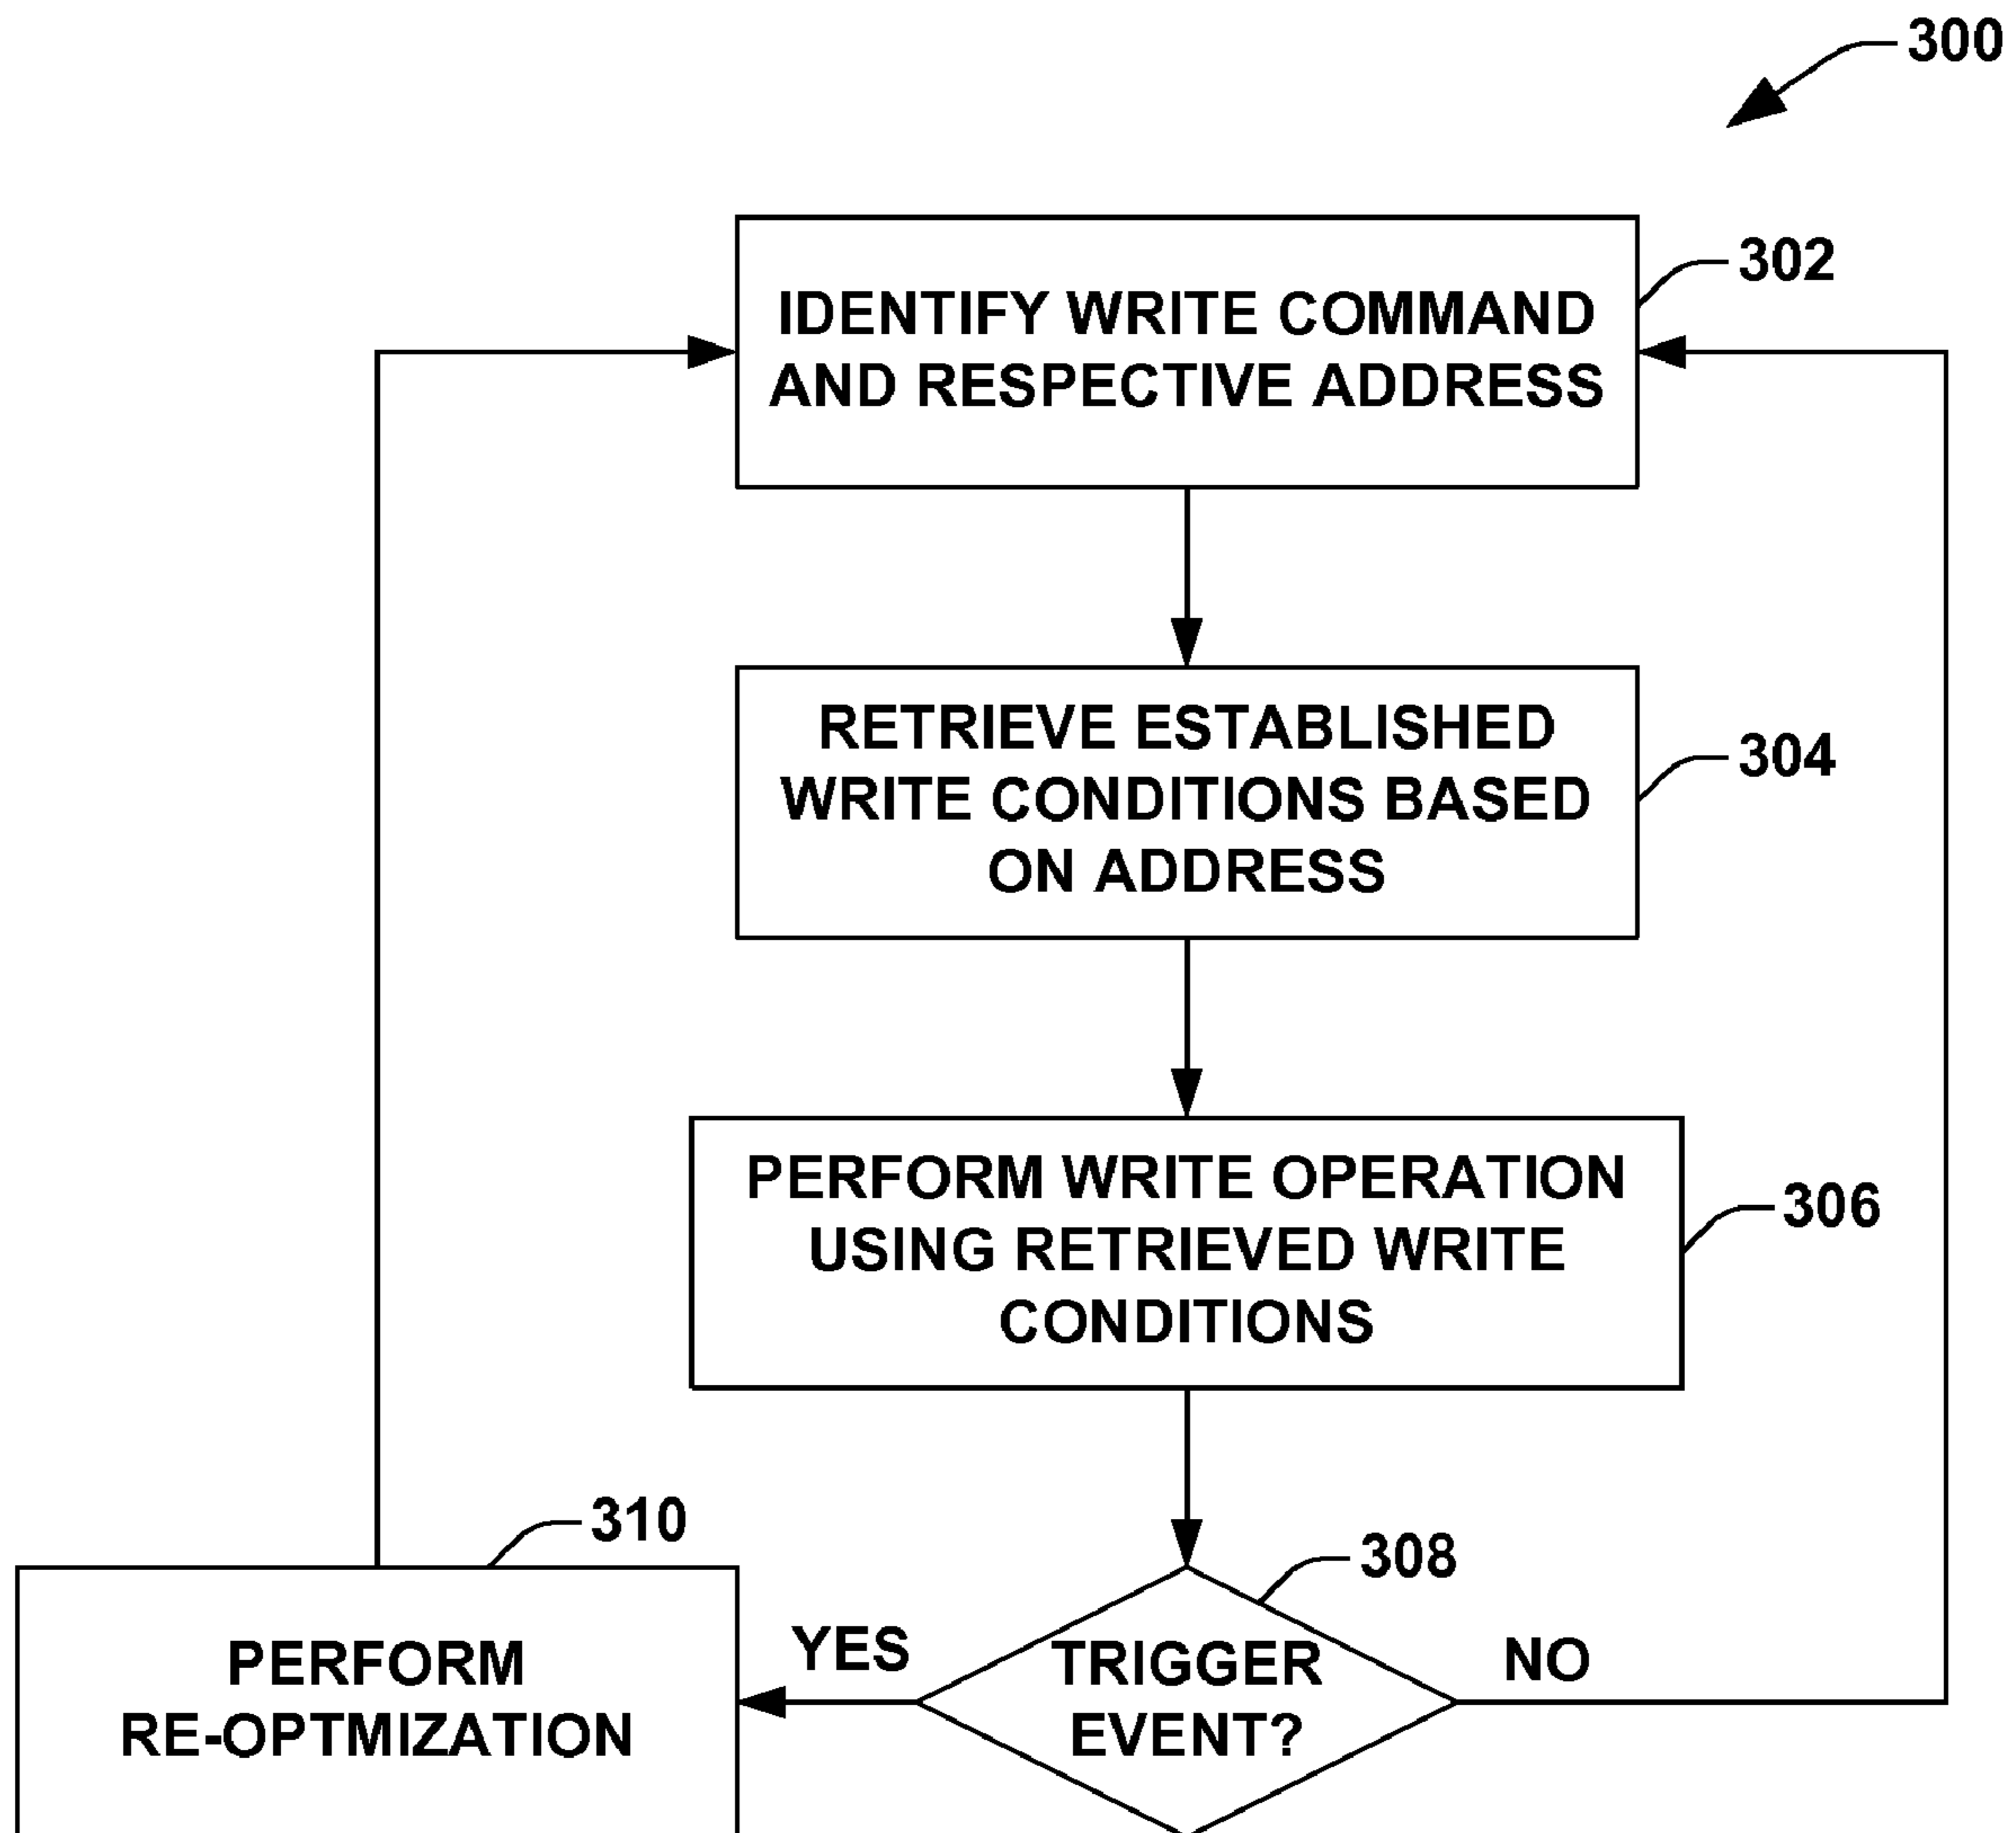 300
302
IDENTIFY WRITE COMMAND
AND RESPECTIVE ADDRESS
RETRIEVE ESTABLISHED
WRITE CONDITIONS BASED
ON ADDRESS
304
PERFORM WRITE OPERATION
USING RETRIEVED WRITE
CONDITIONS
306
310
308
PERFORM
RE-OPTMIZATION
YES
TRIGGER
EVENT?
NO